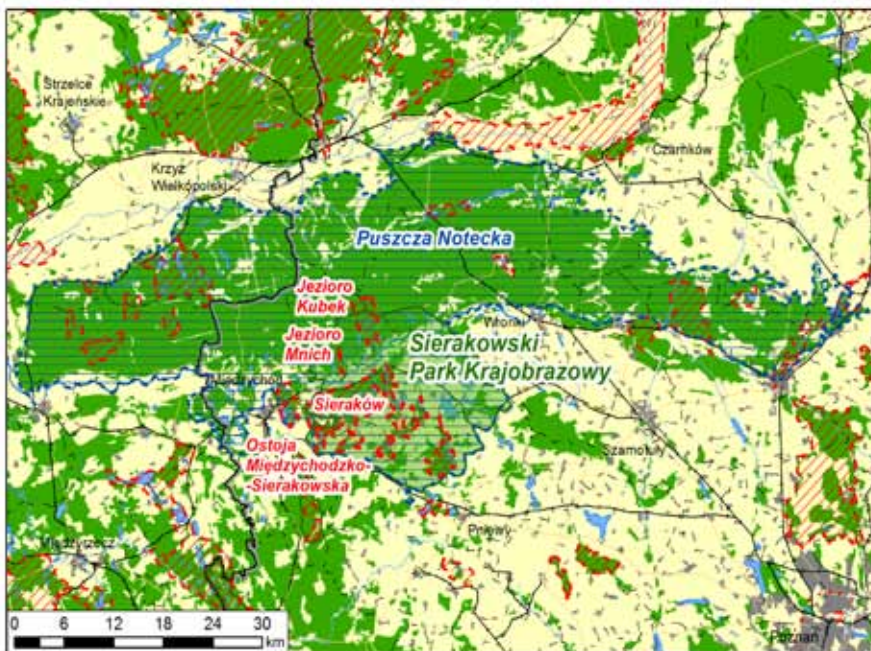 Strzelce
Krajeńskie
Czarnków
Krzyż
Wielkopolski
Puszcza Notecka
Jezioro
Kubek
Wronki
Jezioro
Mnich
Sierakowski
Park Krajobrazowy
Międzychód
Sieraków
Ostoja
Międzychodzko-
-Sierakowska
Szamotuły
Pniewy
Międzyrzecz
0 6 12 18 24 30
km
Poznań